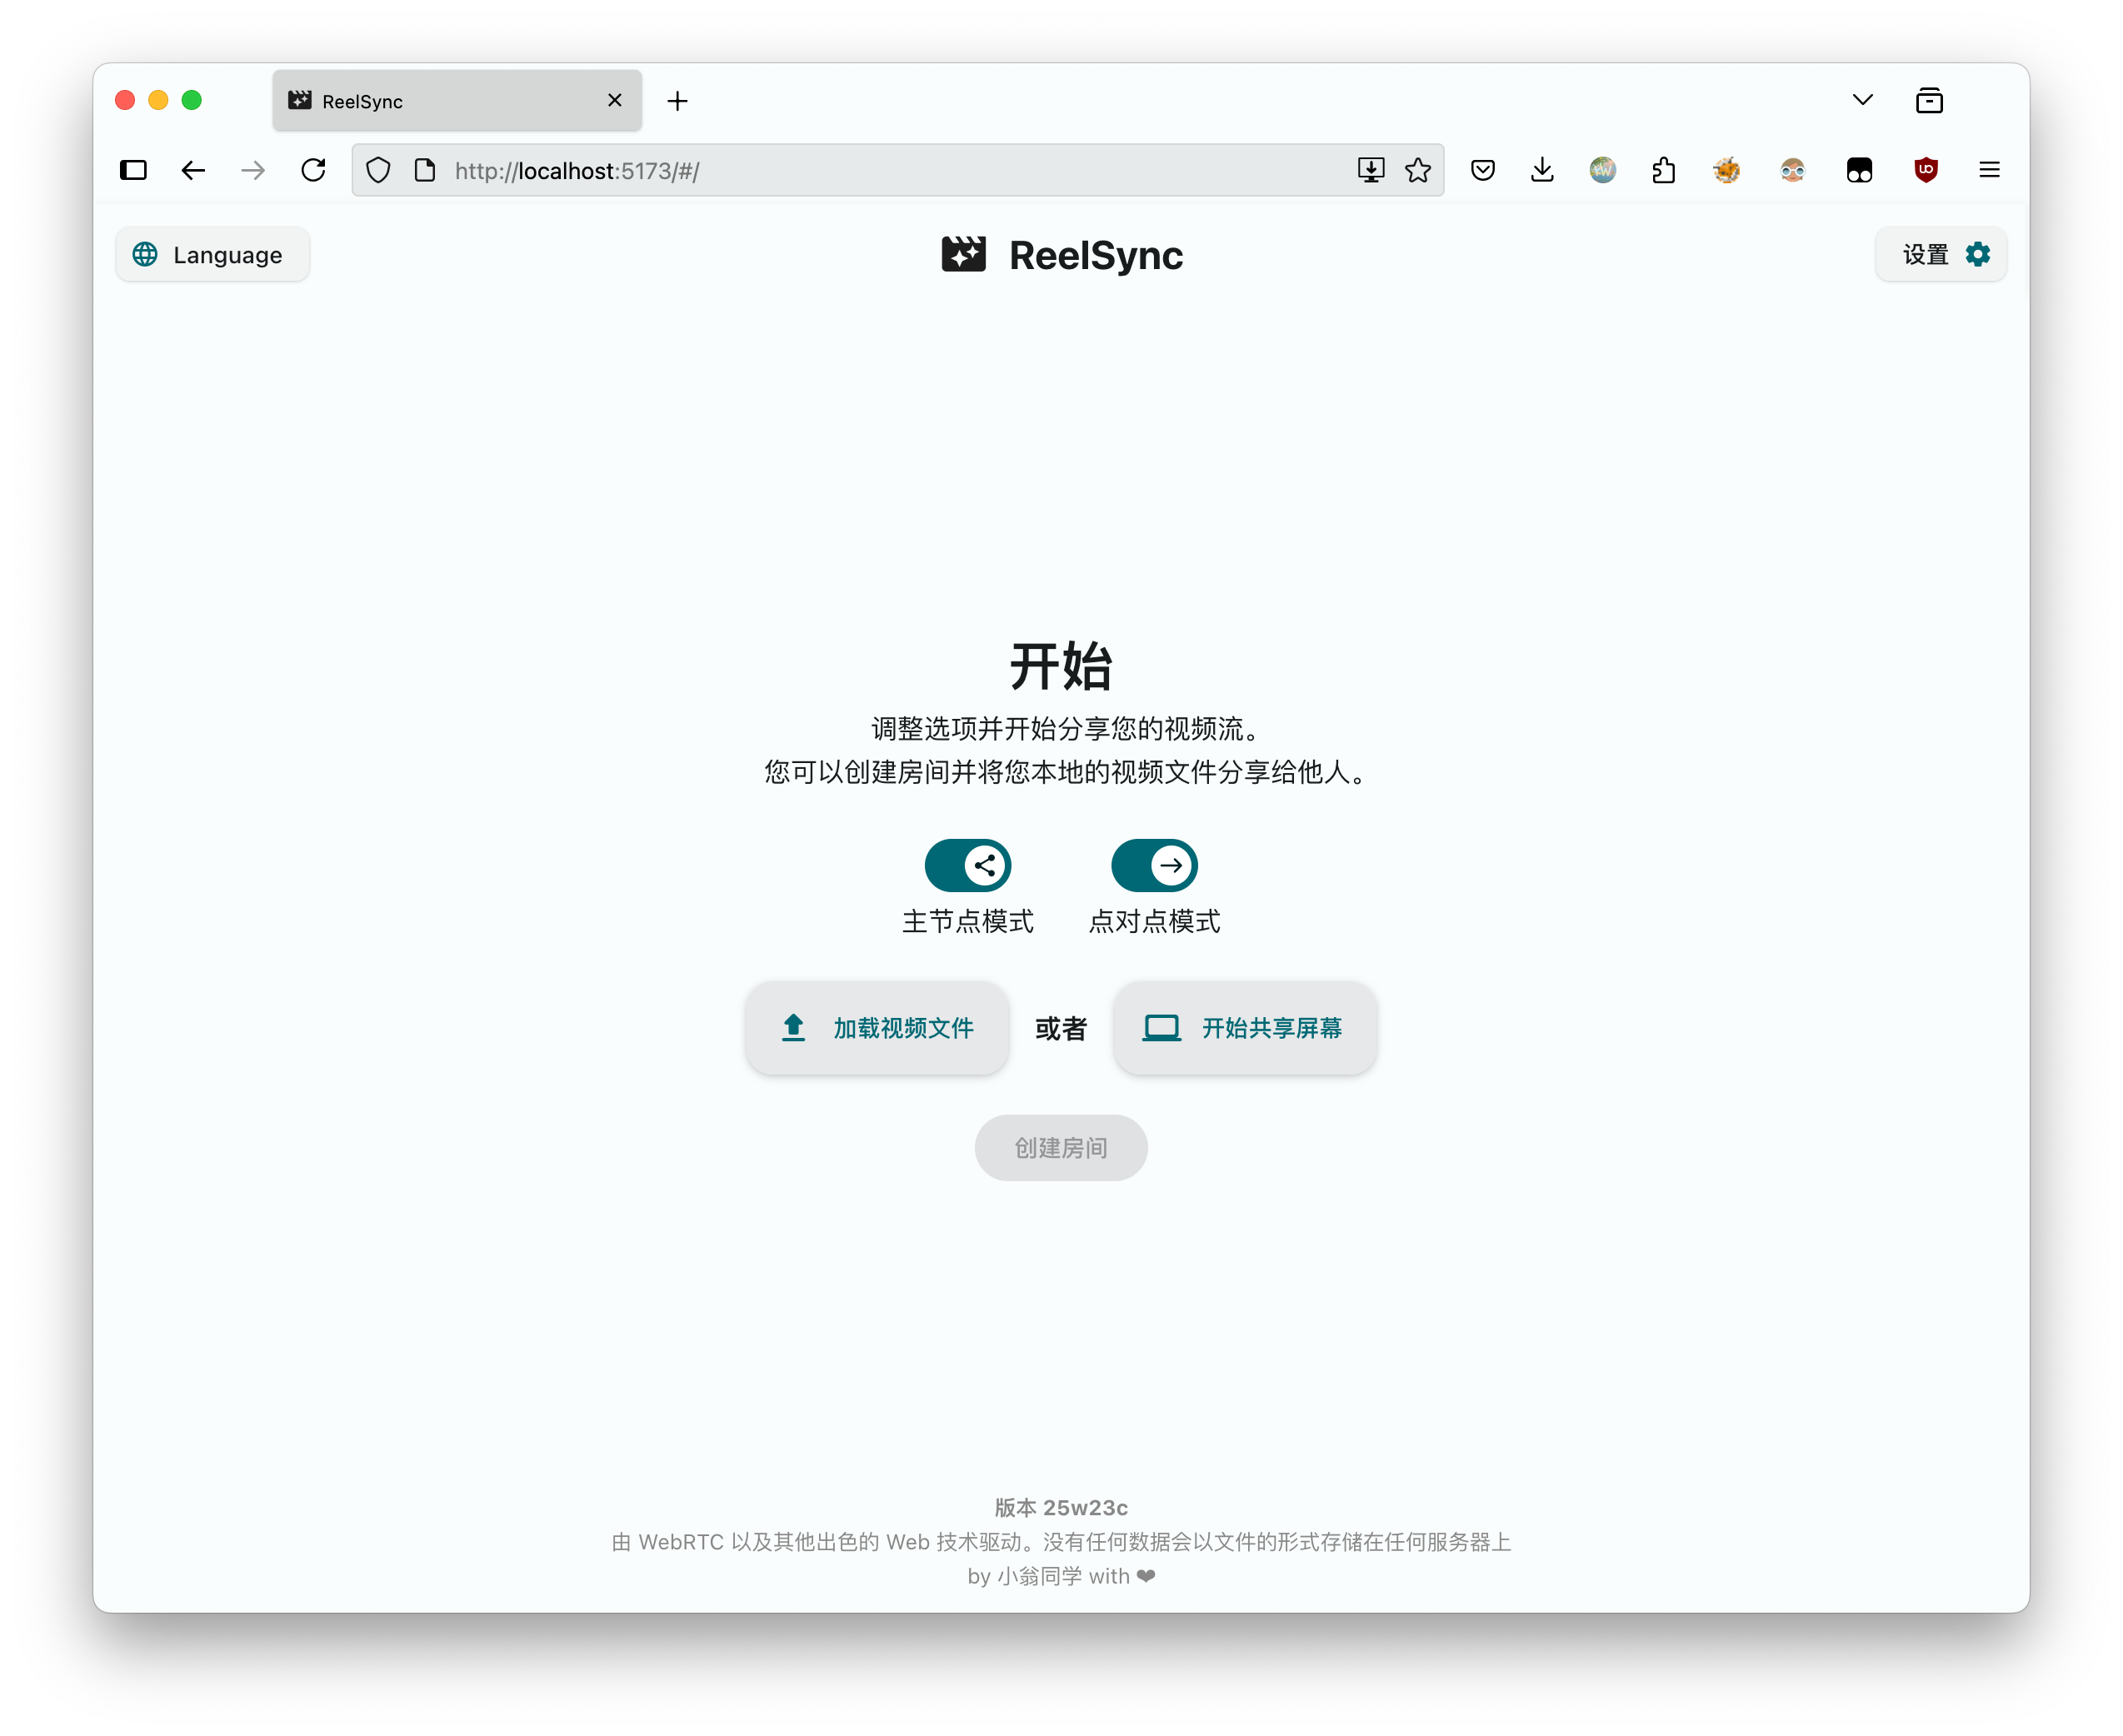 ReelSync
http://localhost:5173/#/
Language
ReelSync
设置
开始
调整选项并开始分享您的视频流。
您可以创建房间并将您本地的视频文件分享给他人。
主节点模式
点对点模式
加载视频文件
或者
开始共享屏幕
创建房间
版本 25w23c
由 WebRTC 以及其他出色的 Web 技术驱动。没有任何数据会以文件的形式存储在任何服务器上
by 小翁同学 with ❤